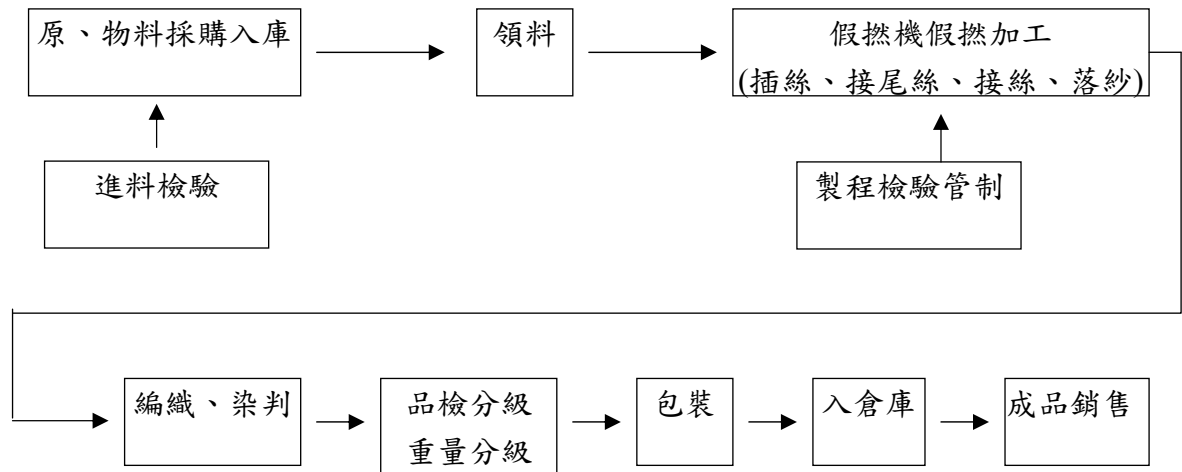 原、物料採購入庫
領料
假撚機假撚加工
(插絲、接尾絲、接絲、落紗)
進料檢驗
製程檢驗管制
編織、染判
品檢分級
重量分級
包裝
入倉庫
成品銷售